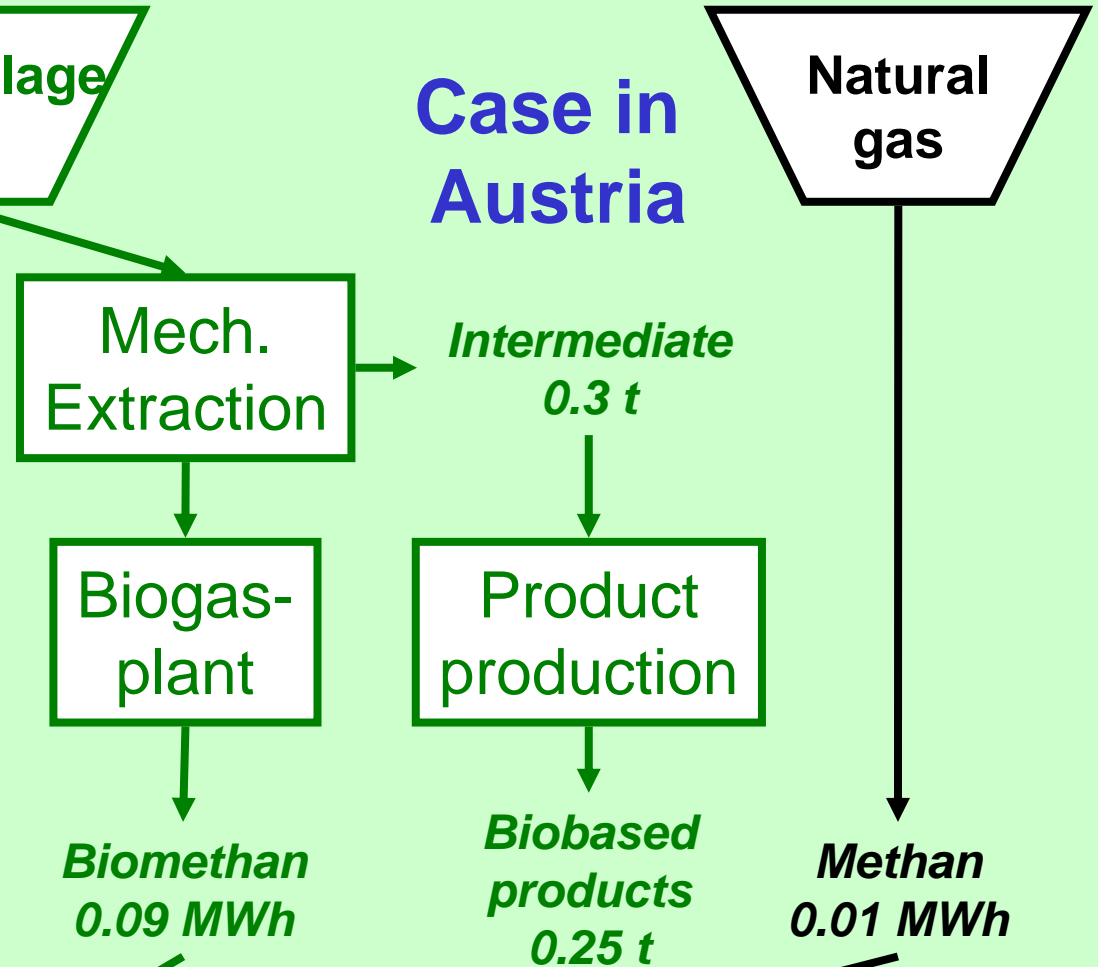 lage
Case in
Austria
Natural
gas
Mech.
Extraction
Intermediate
0.3 t
Biogas-
plant
Product
production
Biomethan
0.09 MWh
Biobased
products
0.25 t
Methan
0.01 MWh